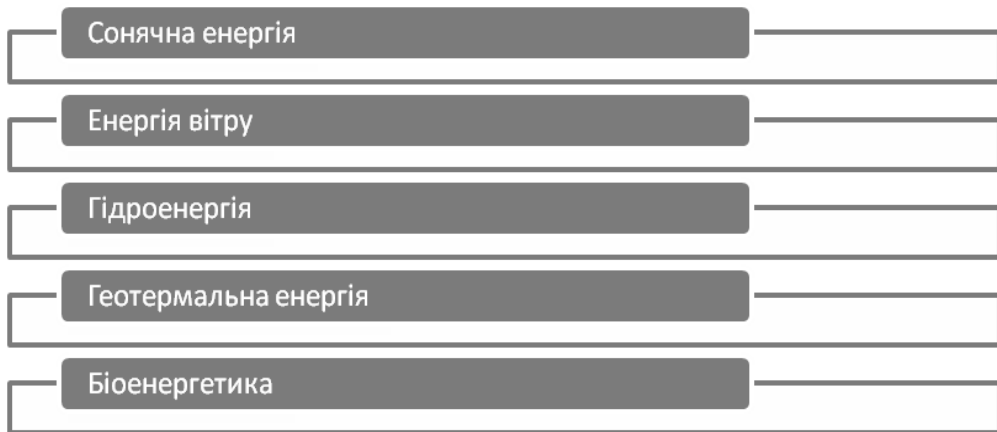 Сонячна енергія
Енергія вітру
Гідроенергія
Геотермальна енергія
Біоенергетика